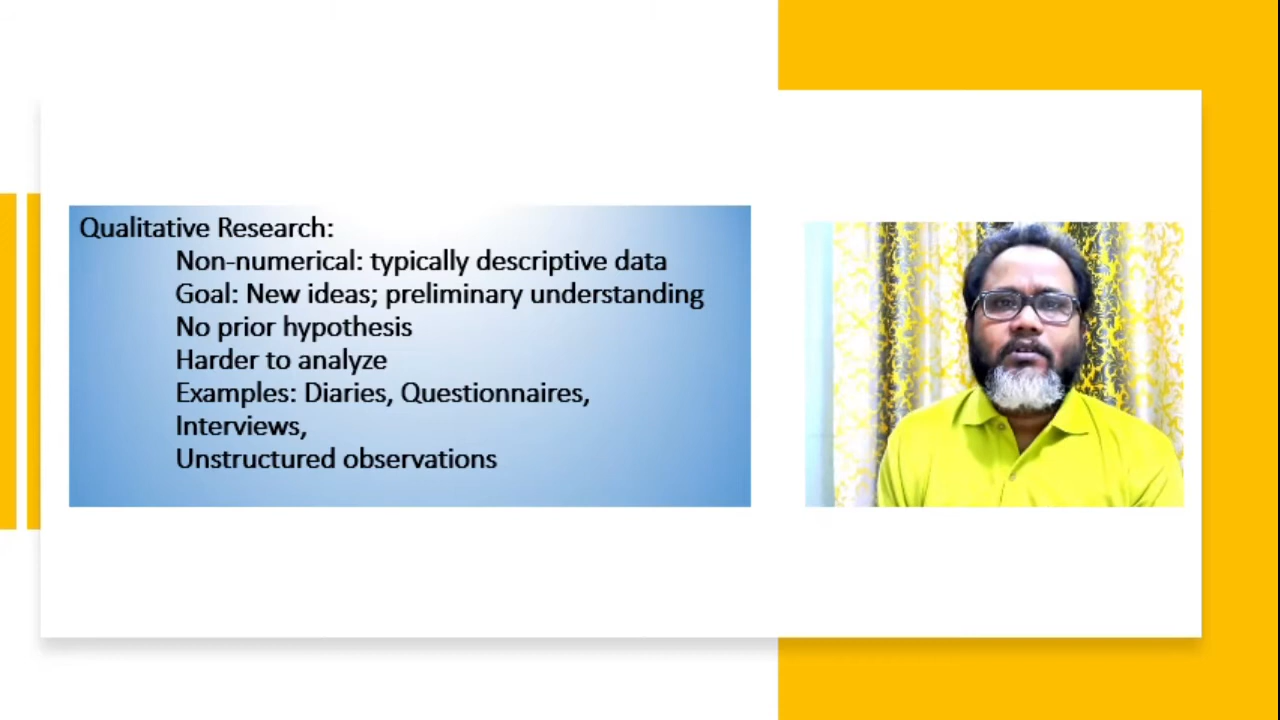 Qualitative Research:
Non-numerical: typically descriptive data
Goal: New ideas; preliminary understanding
No prior hypothesis
Harder to analyze
Examples: Diaries, Questionnaires,
Interviews,
Unstructured observations